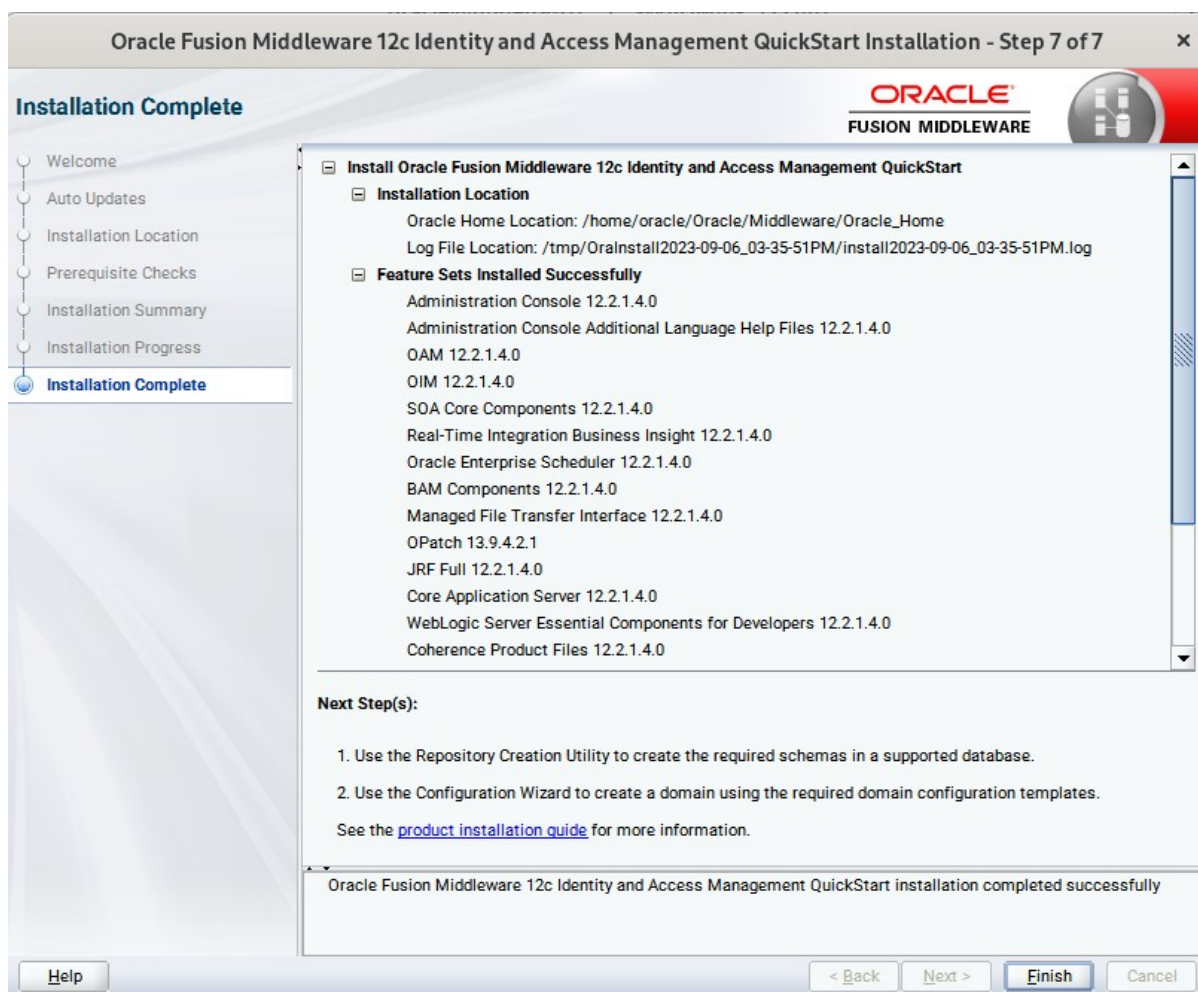 Oracle Fusion Middleware 12c Identity and Access Management QuickStart Installation - Step 7 of 7
Installation Complete
ORACLE
FUSION MIDDLEWARE
Welcome
Auto Updates
Installation Location
Prerequisite Checks
Installation Summary
Installation Progress
Installation Complete
Install Oracle Fusion Middleware 12c Identity and Access Management QuickStart
Installation Location
Oracle Home Location: /home/oracle/Oracle/Middleware/Oracle_Home
Log File Location: /tmp/OraInstall2023-09-06_03-35-51PM/install2023-09-06_03-35-51PM.log
Feature Sets Installed Successfully
Administration Console 12.2.1.4.0
Administration Console Additional Language Help Files 12.2.1.4.0
OAM 12.2.1.4.0
OIM 12.2.1.4.0
SOA Core Components 12.2.1.4.0
Real-Time Integration Business Insight 12.2.1.4.0
Oracle Enterprise Scheduler 12.2.1.4.0
BAM Components 12.2.1.4.0
Managed File Transfer Interface 12.2.1.4.0
OPatch 13.9.4.2.1
JRF Full 12.2.1.4.0
Core Application Server 12.2.1.4.0
WebLogic Server Essential Components for Developers 12.2.1.4.0
Coherence Product Files 12.2.1.4.0
Next Step(s):
1. Use the Repository Creation Utility to create the required schemas in a supported database.
2. Use the Configuration Wizard to create a domain using the required domain configuration templates.
See the product installation guide for more information.
Oracle Fusion Middleware 12c Identity and Access Management QuickStart installation completed successfully
Help
< Back
Next >
Finish
Cancel